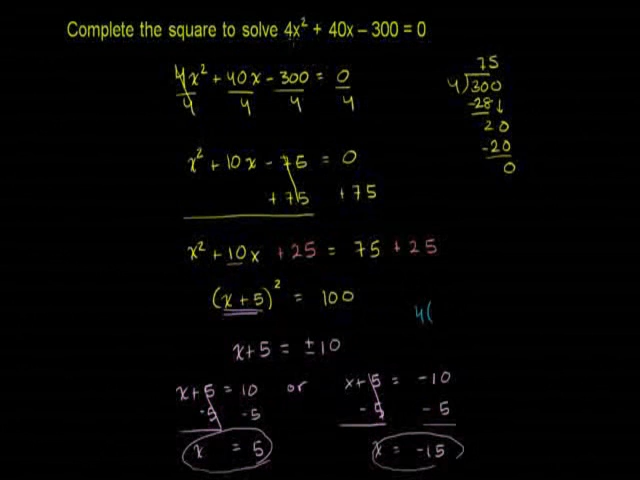 Complete the square to solve 4x² + 40x – 300 = 0
75
4x² + 40x - 300 = 0
4 4 4 4
4)300
-28↓
20
-20
0
x² + 10x - 75 = 0
+75 +75
x² + 10x +25 = 75 +25
(x+5)² = 100
4(
x+5 = ±10
x+5 = 10 or x+5 = -10
-5 -5 -5 -5
x = 5 x = -15